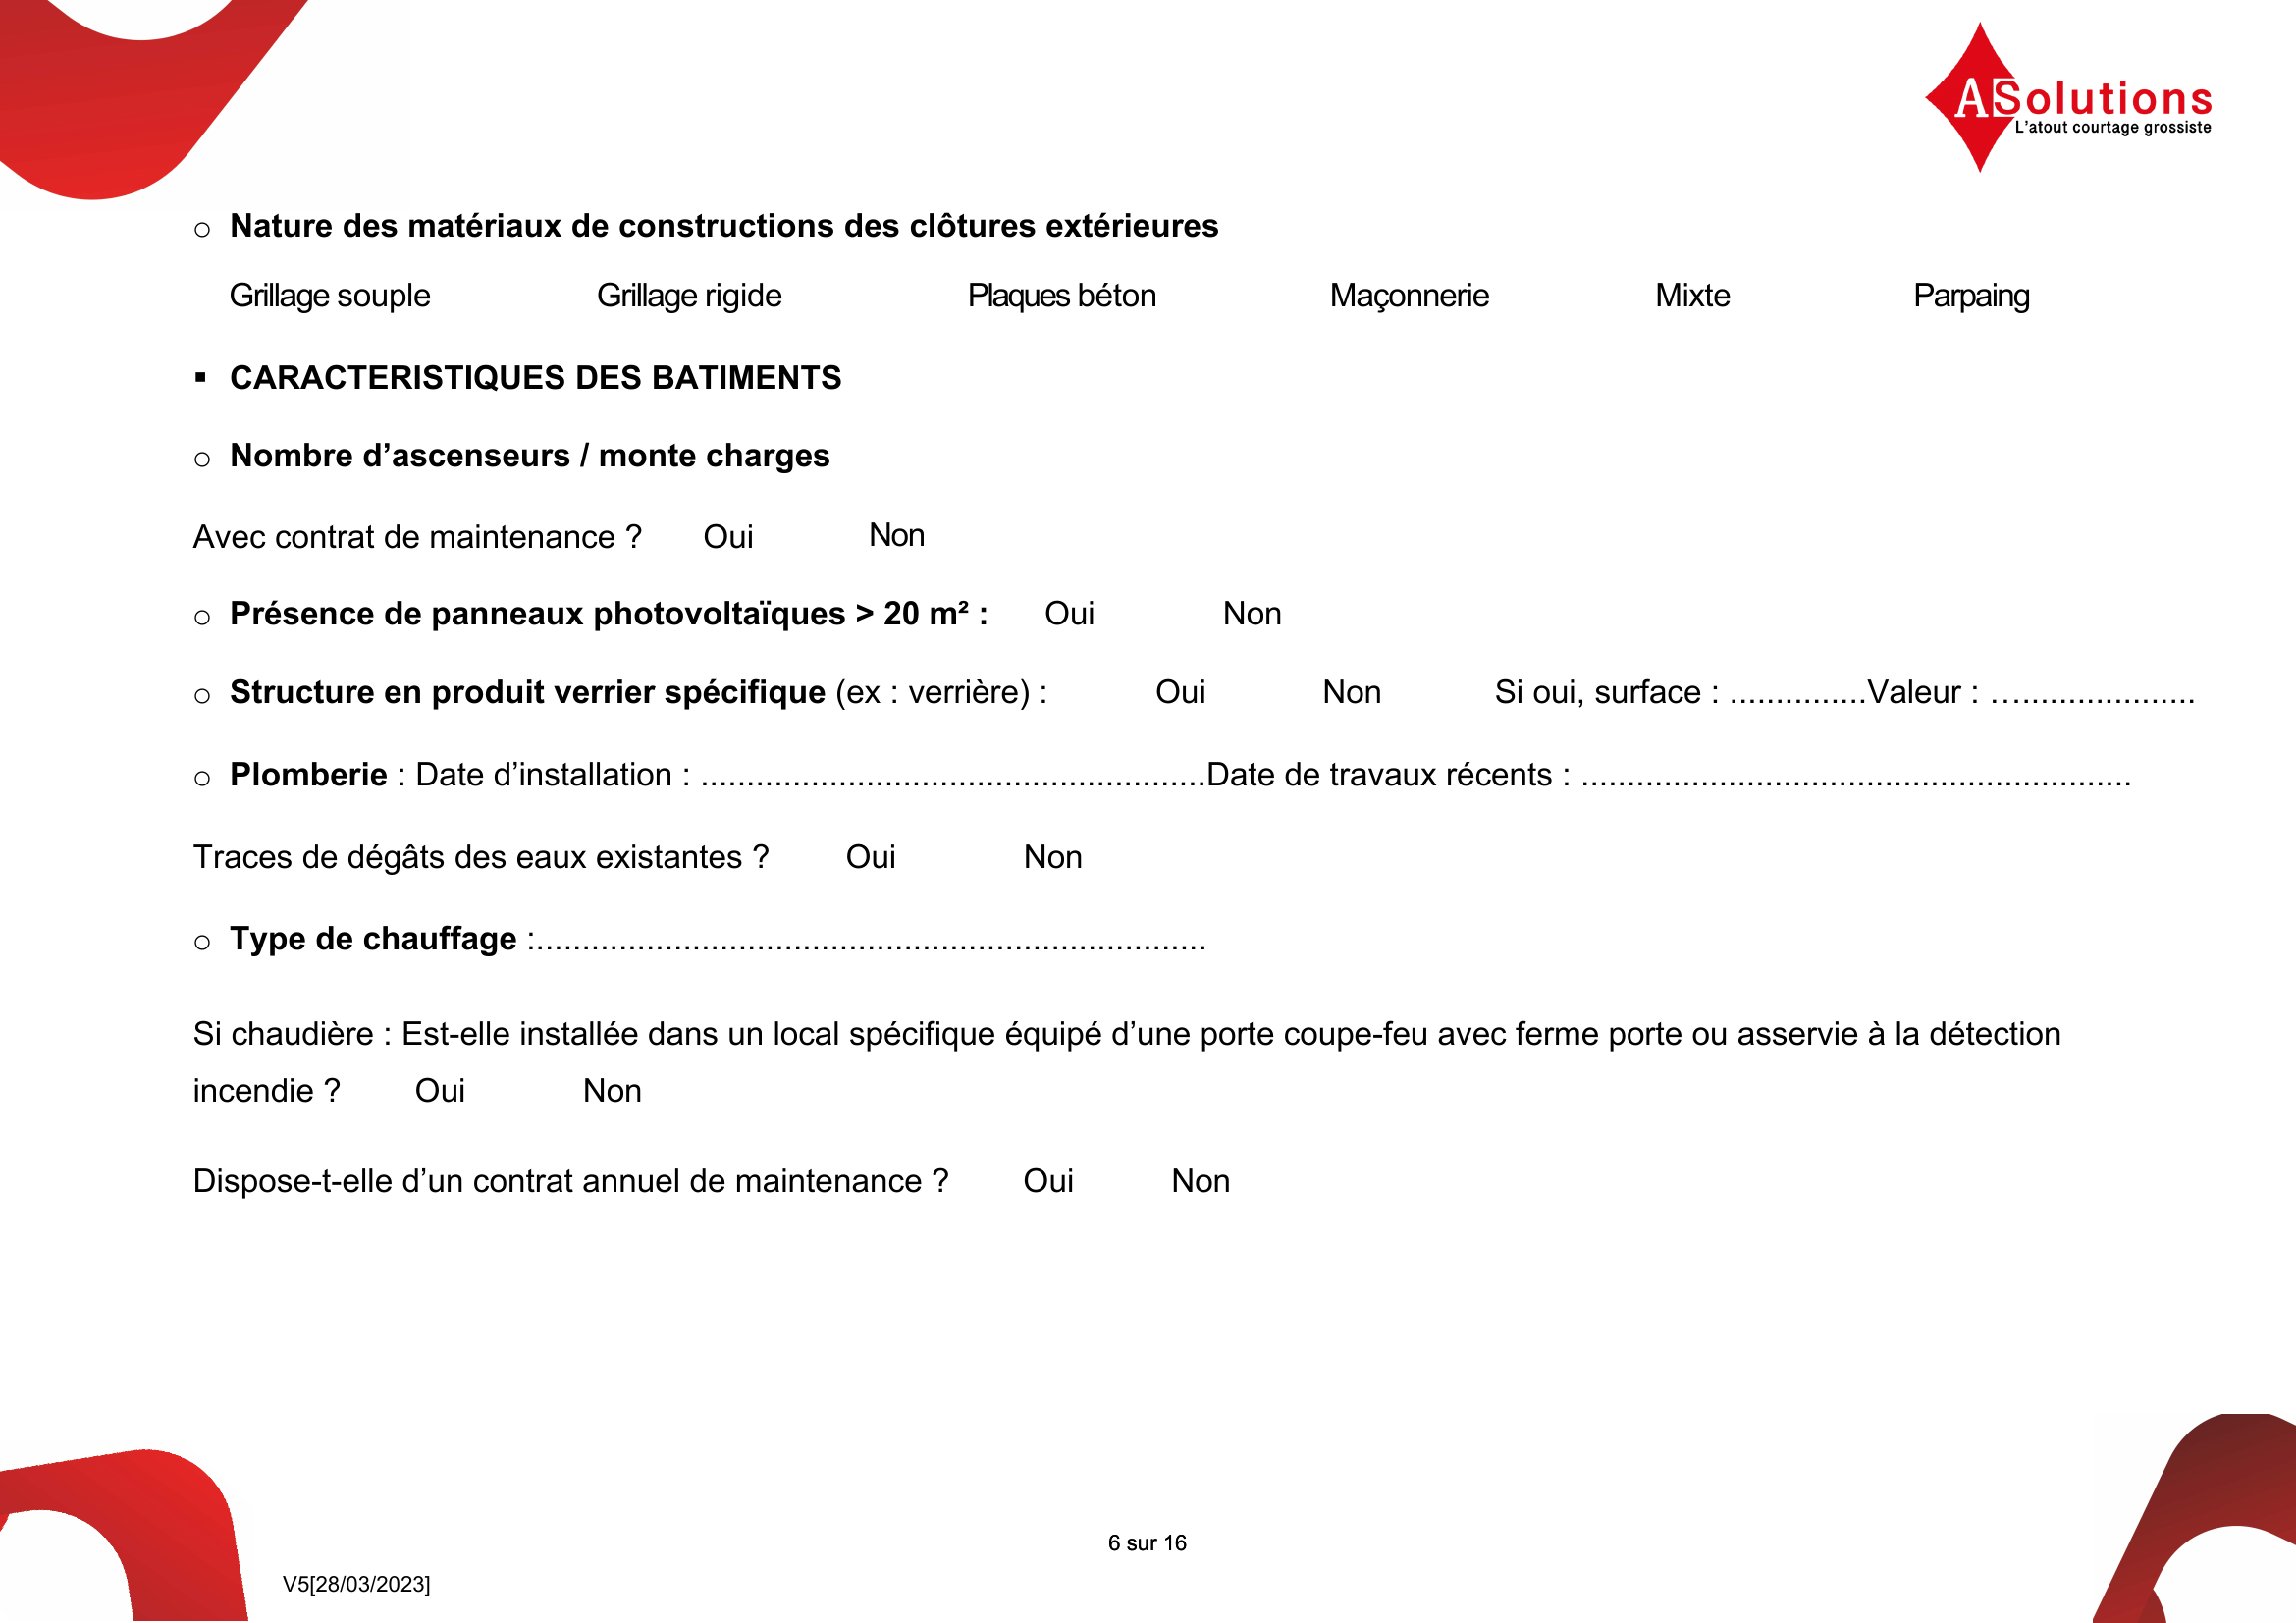 ASolutions
L'atout courtage grossiste
o Nature des matériaux de constructions des clôtures extérieures
Grillage souple Grillage rigide Plaques béton Maçonnerie Mixte Parpaing
▪ CARACTERISTIQUES DES BATIMENTS
o Nombre d’ascenseurs / monte charges
Avec contrat de maintenance ? Oui Non
o Présence de panneaux photovoltaïques > 20 m² : Oui Non
o Structure en produit verrier spécifique (ex : verrière) : Oui Non Si oui, surface : ...............Valeur : …...................
o Plomberie : Date d’installation : .......................................................Date de travaux récents : ............................................................
Traces de dégâts des eaux existantes ? Oui Non
o Type de chauffage :.........................................................................
Si chaudière : Est-elle installée dans un local spécifique équipé d’une porte coupe-feu avec ferme porte ou asservie à la détection
incendie ? Oui Non
Dispose-t-elle d’un contrat annuel de maintenance ? Oui Non
6 sur 16
V5[28/03/2023]